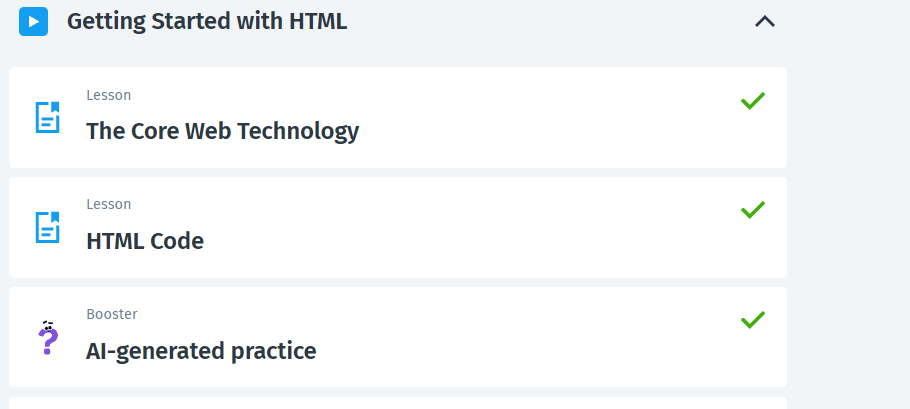 Getting Started with HTML
Lesson
The Core Web Technology
Lesson
HTML Code
Booster
AI-generated practice